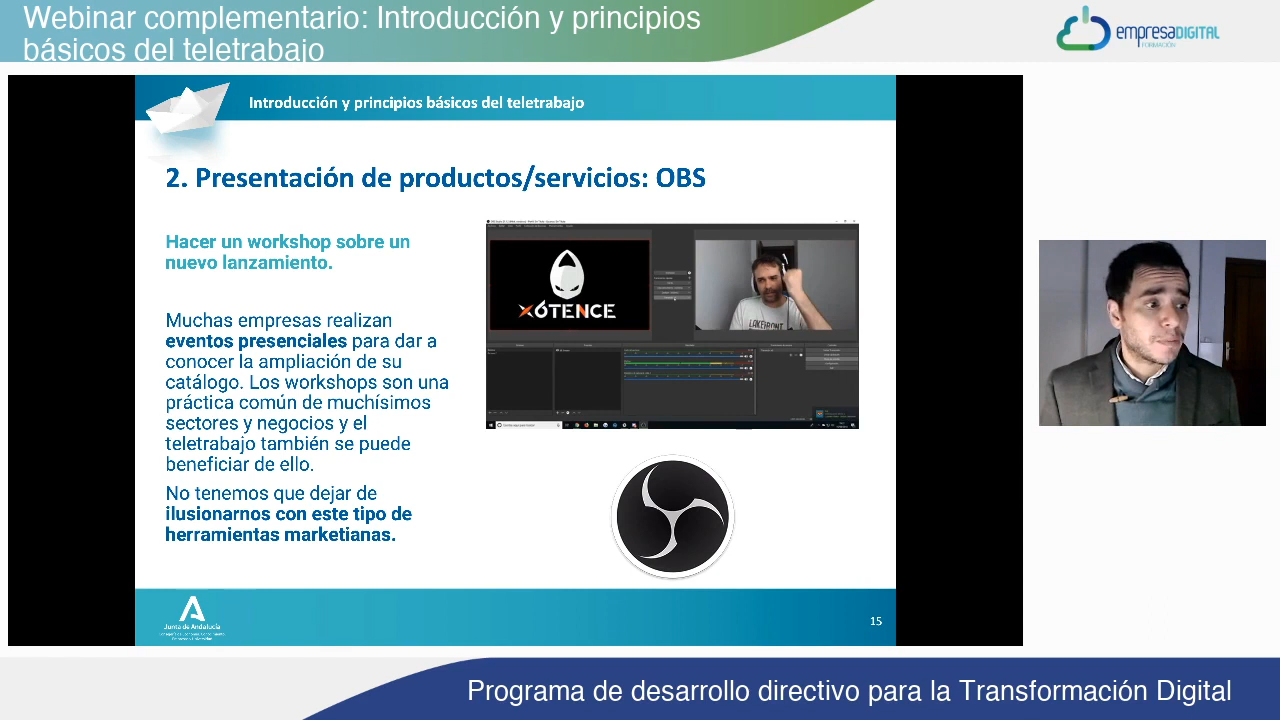 Webinar complementario: Introducción y principios
básicos del teletrabajo
empresaDIGITAL
FORMACIÓN
Introducción y principios básicos del teletrabajo
2. Presentación de productos/servicios: OBS
Hacer un workshop sobre un
nuevo lanzamiento.
Muchas empresas realizan
eventos presenciales para dar a
conocer la ampliación de su
catálogo. Los workshops son una
práctica común de muchísimos
sectores y negocios y el
teletrabajo también se puede
beneficiar de ello.
No tenemos que dejar de
ilusionarnos con este tipo de
herramientas marketianas.
X6TENCE
LAKEFRONT
Junta de Andalucía
15
Programa de desarrollo directivo para la Transformación Digital